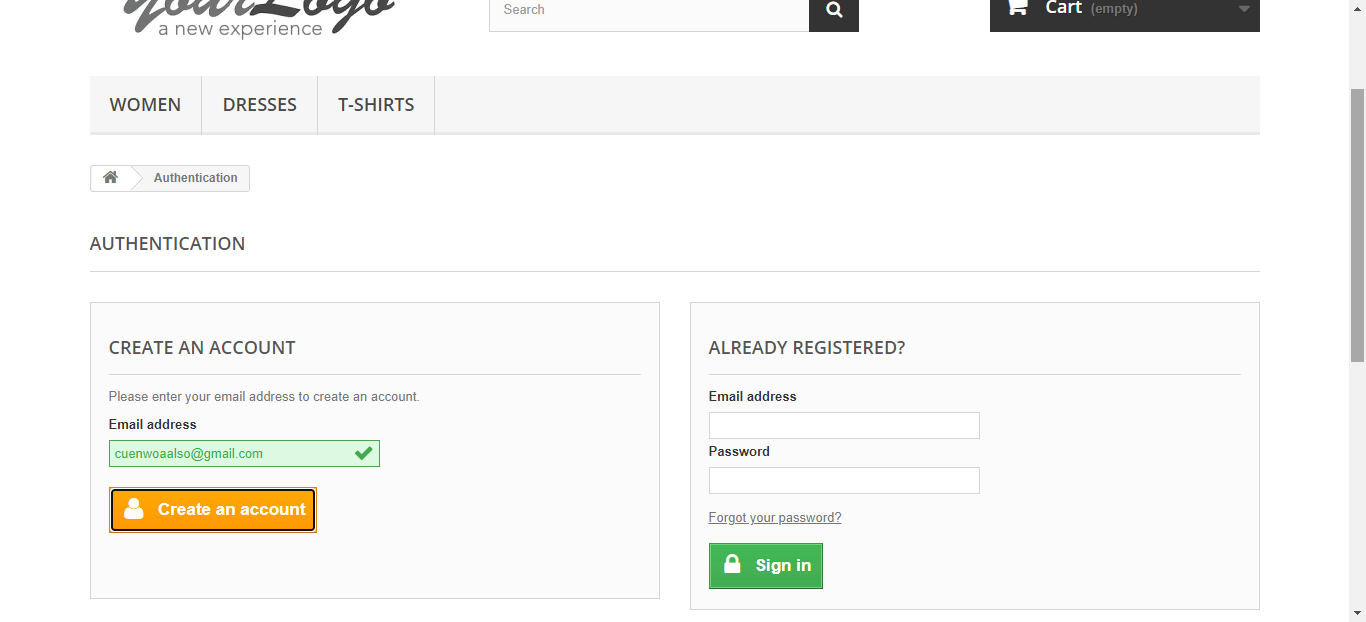 yourLogo
a new experience
Search
Cart (empty)
WOMEN DRESSES T-SHIRTS
Authentication
AUTHENTICATION
CREATE AN ACCOUNT
Please enter your email address to create an account.
Email address
cuenwoaalso@gmail.com
Create an account
ALREADY REGISTERED?
Email address
Password
Forgot your password?
Sign in